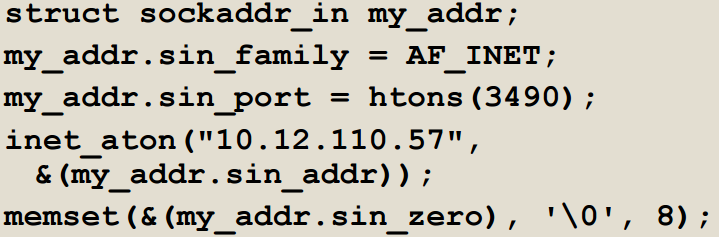 struct sockaddr_in my_addr;
my_addr.sin_family = AF_INET;
my_addr.sin_port = htons(3490);
inet_aton("10.12.110.57",
&(my_addr.sin_addr));
memset(&(my_addr.sin_zero), '\0', 8);